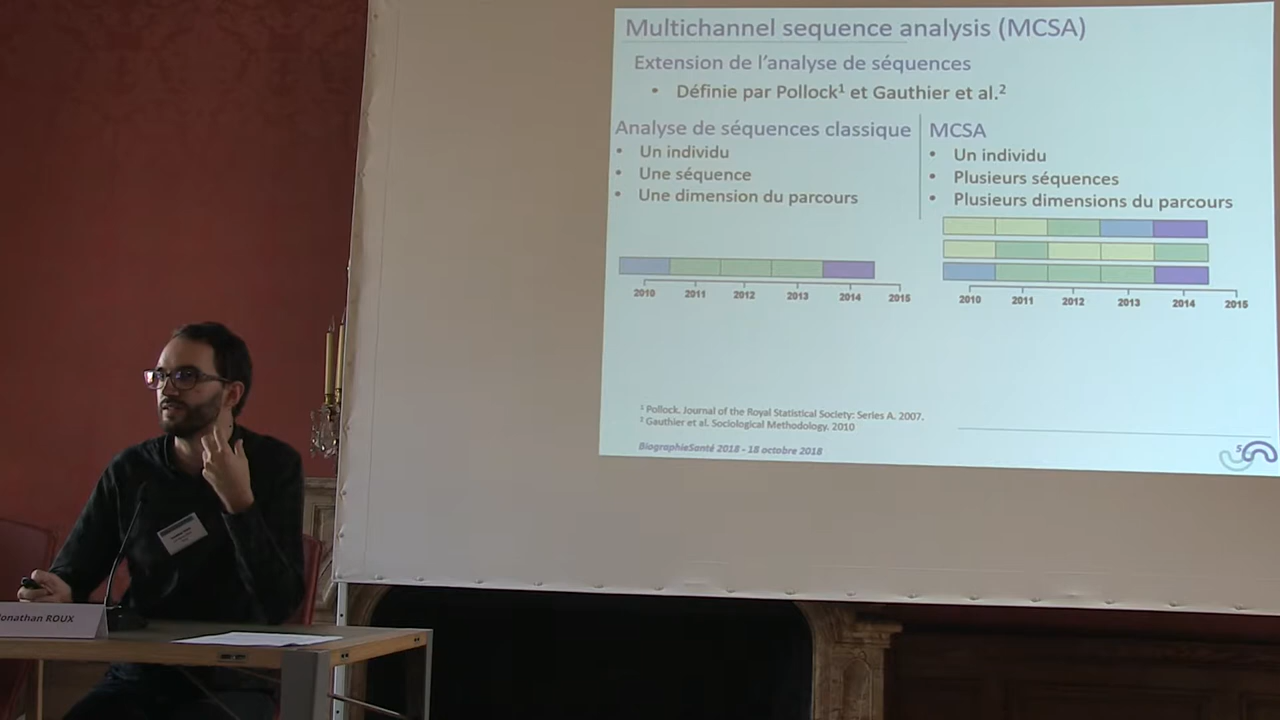 Multichannel sequence analysis (MCSA)
Extension de l'analyse de séquences
• Définie par Pollock¹ et Gauthier et al.²
Analyse de séquences classique
• Un individu
• Une séquence
• Une dimension du parcours
2010 2011 2012 2013 2014 2015
MCSA
• Un individu
• Plusieurs séquences
• Plusieurs dimensions du parcours
2010 2011 2012 2013 2014 2015
¹ Pollock. Journal of the Royal Statistical Society: Series A. 2007.
² Gauthier et al. Sociological Methodology. 2010
BiographieSanté 2018 - 18 octobre 2018
5
onathan ROUX